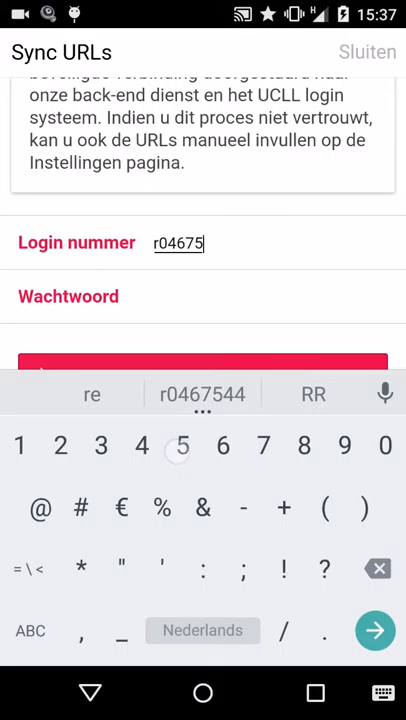 H
15:37
Sync URLs
Sluiten
onze back-end dienst en het UCLL login
systeem. Indien u dit proces niet vertrouwt,
kan u ook de URLs manueel invullen op de
Instellingen pagina.
Login nummer
r04675
Wachtwoord
re
r0467544
RR
...
1 2 3 4 5 6 7 8 9 0
@ # € % & - + ( )
= \ < * " ' : ; ! ?
ABC , _ Nederlands / .